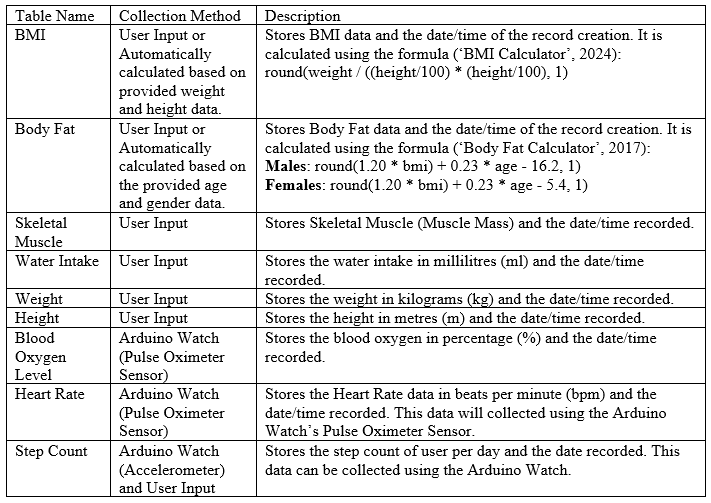 Table Name Collection Method Description
BMI User Input or Stores BMI data and the date/time of the record creation. It is
Automatically calculated using the formula (‘BMI Calculator’, 2024):
calculated based on round(weight / ((height/100) * (height/100), 1)
provided weight
and height data.
Body Fat User Input or Stores Body Fat data and the date/time of the record creation. It is
Automatically calculated using the formula (‘Body Fat Calculator’, 2017):
calculated based on Males: round(1.20 * bmi) + 0.23 * age - 16.2, 1)
the provided age Females: round(1.20 * bmi) + 0.23 * age - 5.4, 1)
and gender data.
Skeletal User Input Stores Skeletal Muscle (Muscle Mass) and the date/time recorded.
Muscle
Water Intake User Input Stores the water intake in millilitres (ml) and the date/time
recorded.
Weight User Input Stores the weight in kilograms (kg) and the date/time recorded.
Height User Input Stores the height in metres (m) and the date/time recorded.
Blood Arduino Watch Stores the blood oxygen in percentage (%) and the date/time
Oxygen (Pulse Oximeter recorded.
Level Sensor)
Heart Rate Arduino Watch Stores the Heart Rate data in beats per minute (bpm) and the
(Pulse Oximeter date/time recorded. This data will collected using the Arduino
Sensor) Watch’s Pulse Oximeter Sensor.
Step Count Arduino Watch Stores the step count of user per day and the date recorded. This
(Accelerometer) data can be collected using the Arduino Watch.
and User Input